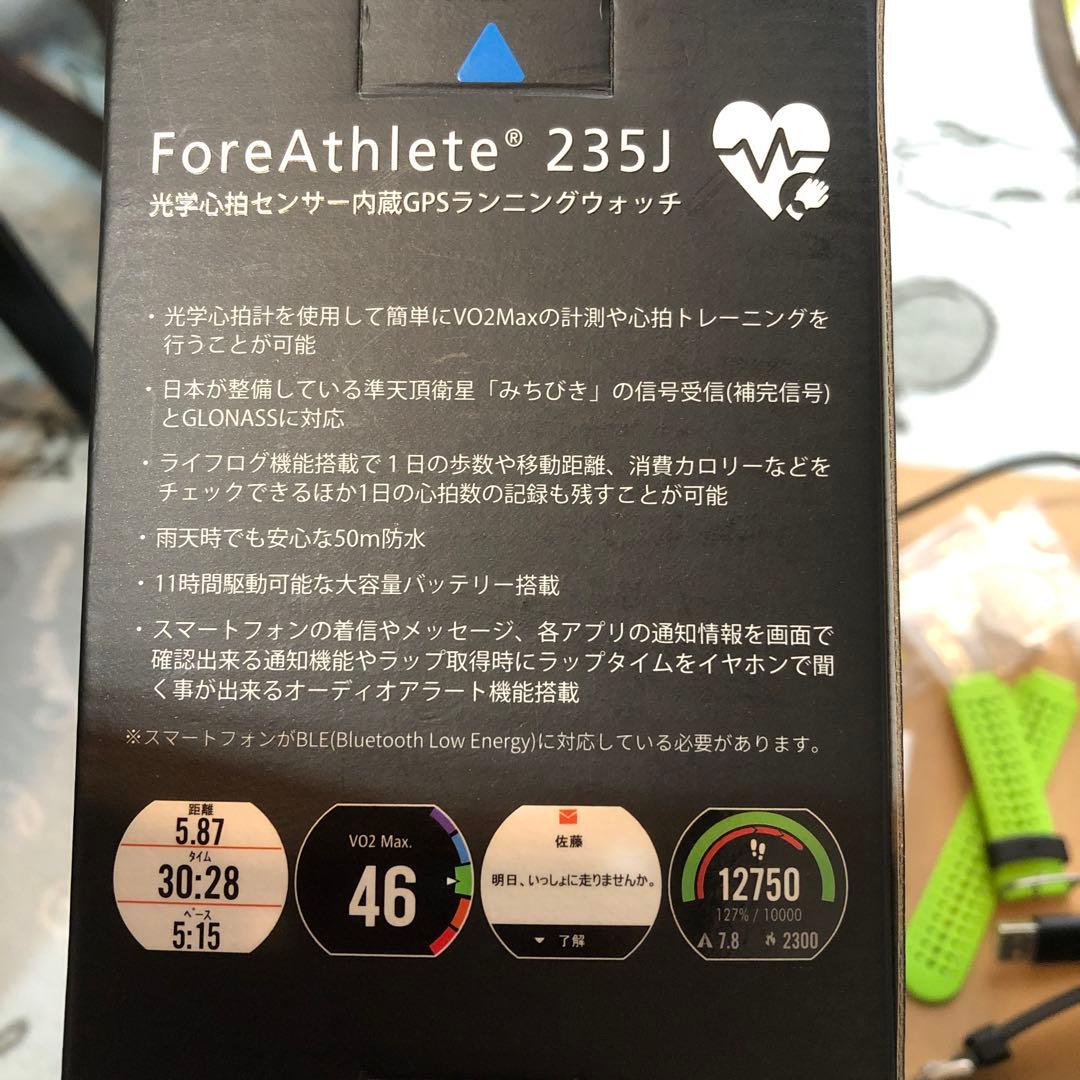 ForeAthlete® 235J
光学心拍センサー内蔵GPSランニングウォッチ
・光学心拍計を使用して簡単にVO2Maxの計測や心拍トレーニングを
行うことが可能
・日本が整備している準天頂衛星「みちびき」の信号受信(補完信号)
とGLONASSに対応
・ライフログ機能搭載で1日の歩数や移動距離、消費カロリーなどを
チェックできるほか1日の心拍数の記録も残すことが可能
・雨天時でも安心な50m防水
・11時間駆動可能な大容量バッテリー搭載
・スマートフォンの着信やメッセージ、各アプリの通知情報を画面で
確認出来る通知機能やラップ取得時にラップタイムをイヤホンで聞
く事が出来るオーディオアラート機能搭載
※スマートフォンがBLE(Bluetooth Low Energy)に対応している必要があります。
距離
5.87
タイム
30:28
ペース
5:15
VO2 Max.
46
佐藤
明日、いっしょに走りませんか。
▼ 了解
12750
127% / 10000
7.8 2300